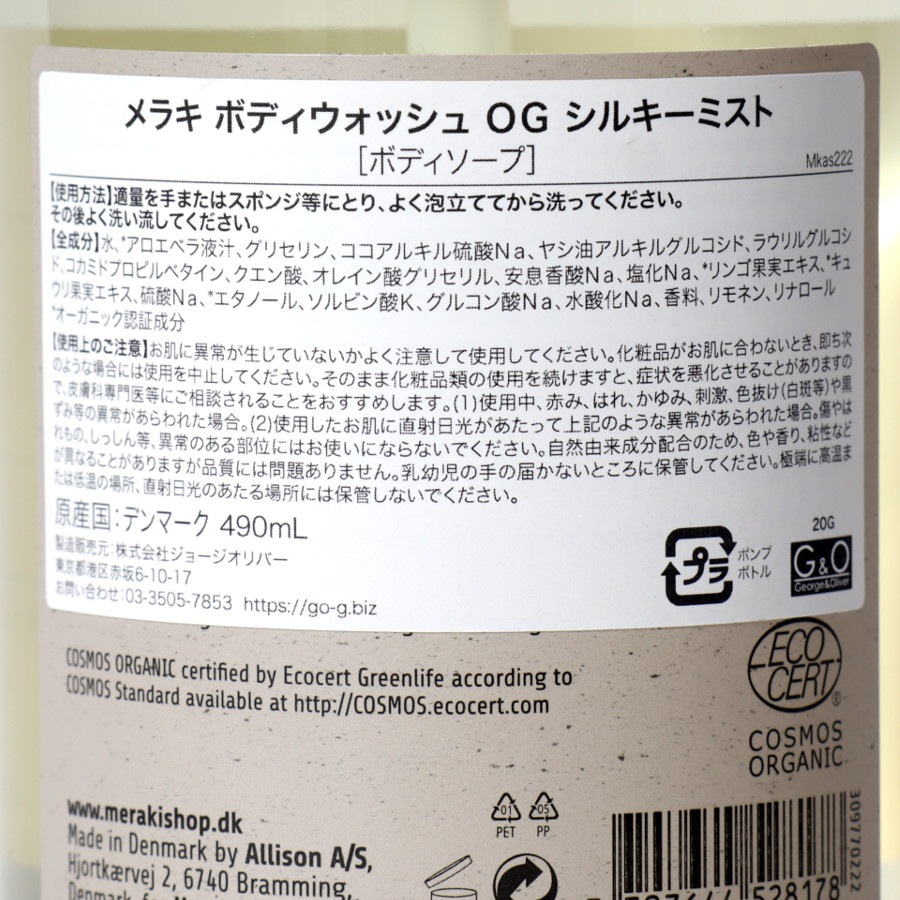 メラキ ボディウォッシュ OG シルキーミスト
[ボディソープ]
Mkas222
【使用方法】適量を手またはスポンジ等にとり、よく泡立ててから洗ってください。
その後よく洗い流してください。
【全成分】水、*アロエベラ液汁、グリセリン、ココアルキル硫酸Na、ヤシ油アルキルグルコシド、ラウリルグルコシ
ド、コカミドプロピルベタイン、クエン酸、オレイン酸グリセリル、安息香酸Na、塩化Na、*リンゴ果実エキス、*キュ
ウリ果実エキス、硫酸Na、*エタノール、ソルビン酸K、グルコン酸Na、水酸化Na、香料、リモネン、リナロール
*オーガニック認証成分
【使用上のご注意】お肌に異常が生じていないかよく注意して使用してください。化粧品がお肌に合わないとき、即ち次
のような場合には使用を中止してください。そのまま化粧品類の使用を続けますと、症状を悪化させることがありますの
で、皮膚科専門医等にご相談されることをおすすめします。(1)使用中、赤み、はれ、かゆみ、刺激、色抜け(白斑等)や黒
ずみ等の異常があらわれた場合。(2)使用したお肌に直射日光があたって上記のような異常があらわれた場合。傷やは
れもの、しっしん等、異常のある部位にはお使いにならないでください。自然由来成分配合のため、色や香り、粘性など
が異なることがありますが品質には問題ありません。乳幼児の手の届かないところに保管してください。極端に高温ま
たは低温の場所、直射日光のあたる場所には保管しないでください。
原産国:デンマーク 490mL
製造販売元:株式会社ジョージオリバー
東京都港区赤坂6-10-17
お問い合わせ:03-3505-7853 https://go-g.biz
プラ
ポンプ
ボトル
20G
G&O
George&Oliver
COSMOS ORGANIC certified by Ecocert Greenlife according to
COSMOS Standard available at http://COSMOS.ecocert.com
ECO
CERT
®
COSMOS
ORGANIC
www.merakishop.dk
Made in Denmark by Allison A/S,
Hjortkærvej 2, 6740 Bramming,
01
PET
05
PP
309770222
528178